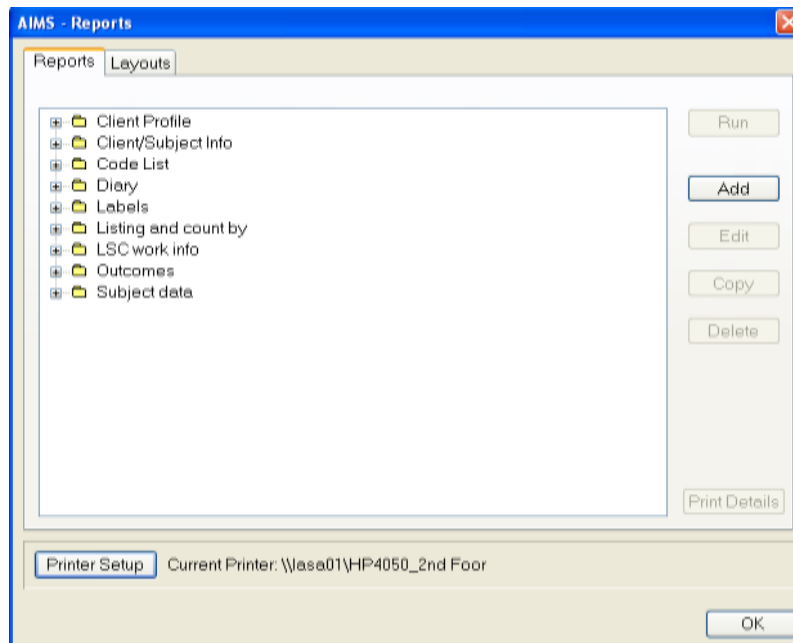 AIMS - Reports
Reports Layouts
Client Profile
Client/Subject Info
Code List
Diary
Labels
Listing and count by
LSC work info
Outcomes
Subject data
Run
Add
Edit
Copy
Delete
Print Details
Printer Setup Current Printer: \\lasa01\HP4050_2nd Foor
OK